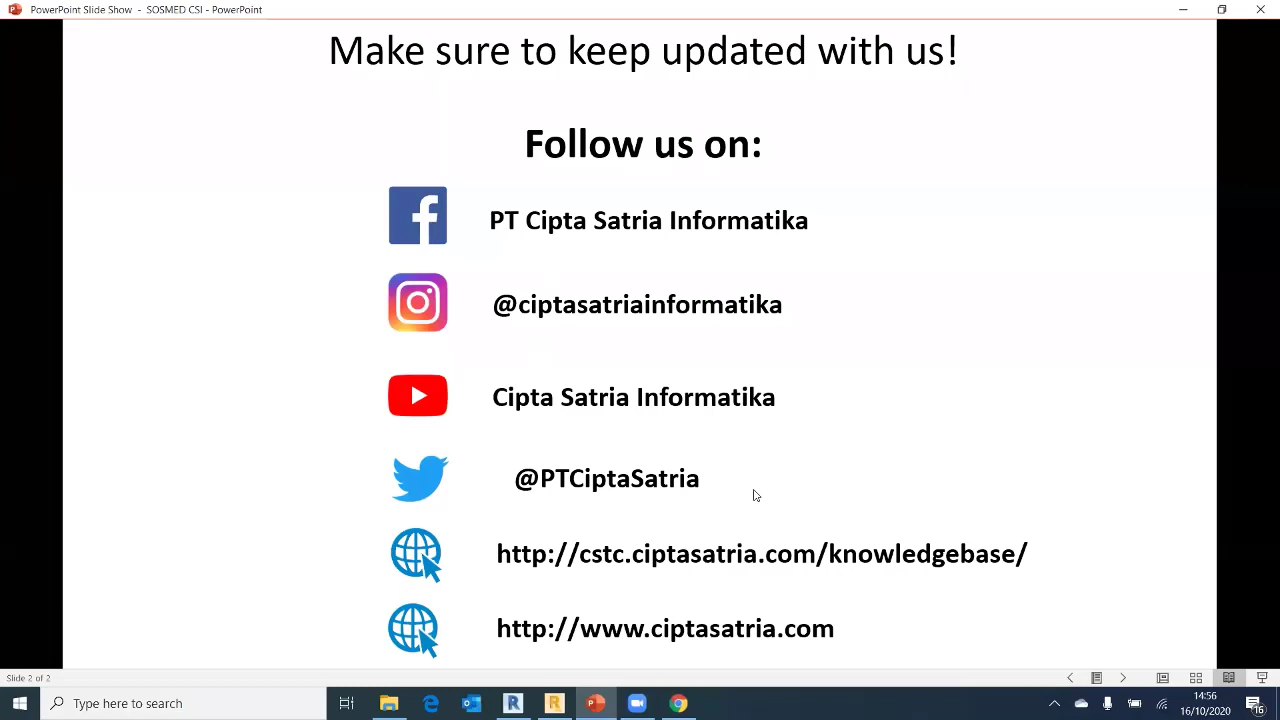 PowerPoint Slide Show - SOSMED CSI - PowerPoint
Make sure to keep updated with us!
Follow us on:
PT Cipta Satria Informatika
@ciptasatriainformatika
Cipta Satria Informatika
@PTCiptaSatria
http://cstc.ciptasatria.com/knowledgebase/
http://www.ciptasatria.com
Slide 2 of 2
Type here to search
14:56
16/10/2020
16